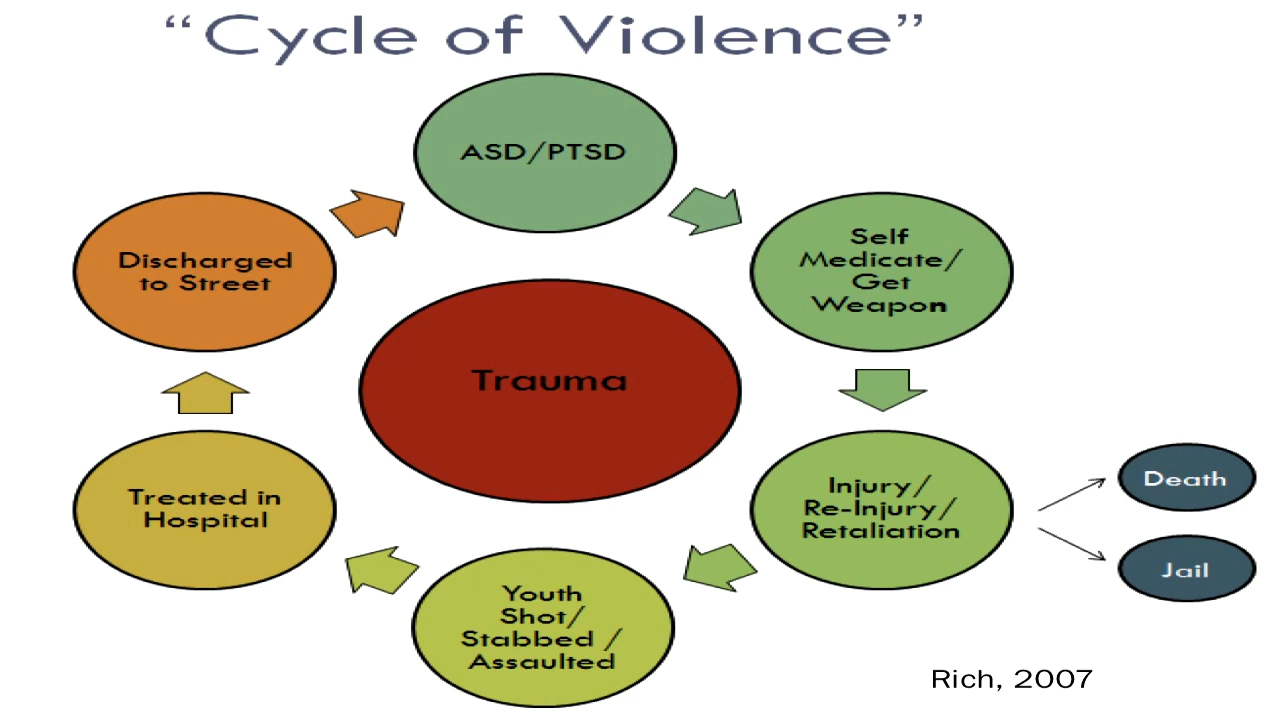 “Cycle of Violence”
ASD/PTSD
Self
Medicate/
Get
Weapon
Injury/
Re-Injury/
Retaliation
Death
Jail
Youth
Shot/
Stabbed /
Assaulted
Treated in
Hospital
Discharged
to Street
Trauma
Rich, 2007